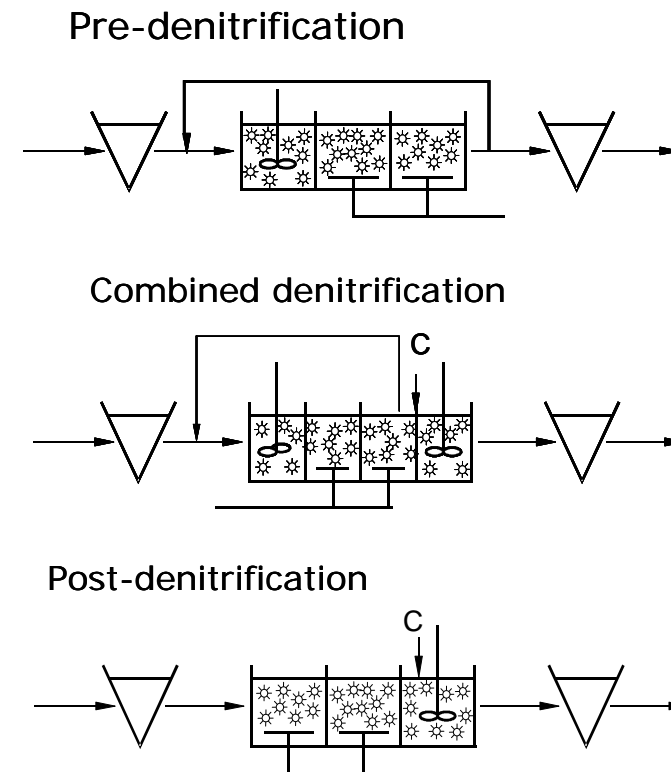 Pre-denitrification
Combined denitrification
C
Post-denitrification
C